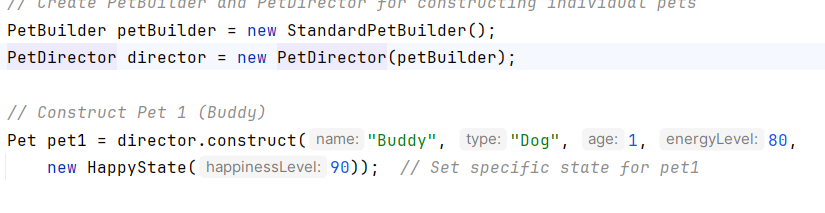 // Create PetBuilder and PetDirector for constructing individual pets
PetBuilder petBuilder = new StandardPetBuilder();
PetDirector director = new PetDirector(petBuilder);
// Construct Pet 1 (Buddy)
Pet pet1 = director.construct( name: "Buddy", type: "Dog", age: 1, energyLevel: 80,
new HappyState( happinessLevel: 90)); // Set specific state for pet1